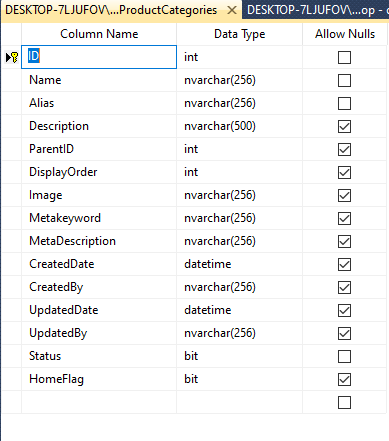 DESKTOP-7LJUFOV\...ProductCategories DESKTOP-7LJUFOV\...op - d
Column Name Data Type Allow Nulls
ID int
Name nvarchar(256)
Alias nvarchar(256)
Description nvarchar(500)
ParentID int
DisplayOrder int
Image nvarchar(256)
Metakeyword nvarchar(256)
MetaDescription nvarchar(256)
CreatedDate datetime
CreatedBy nvarchar(256)
UpdatedDate datetime
UpdatedBy nvarchar(256)
Status bit
HomeFlag bit